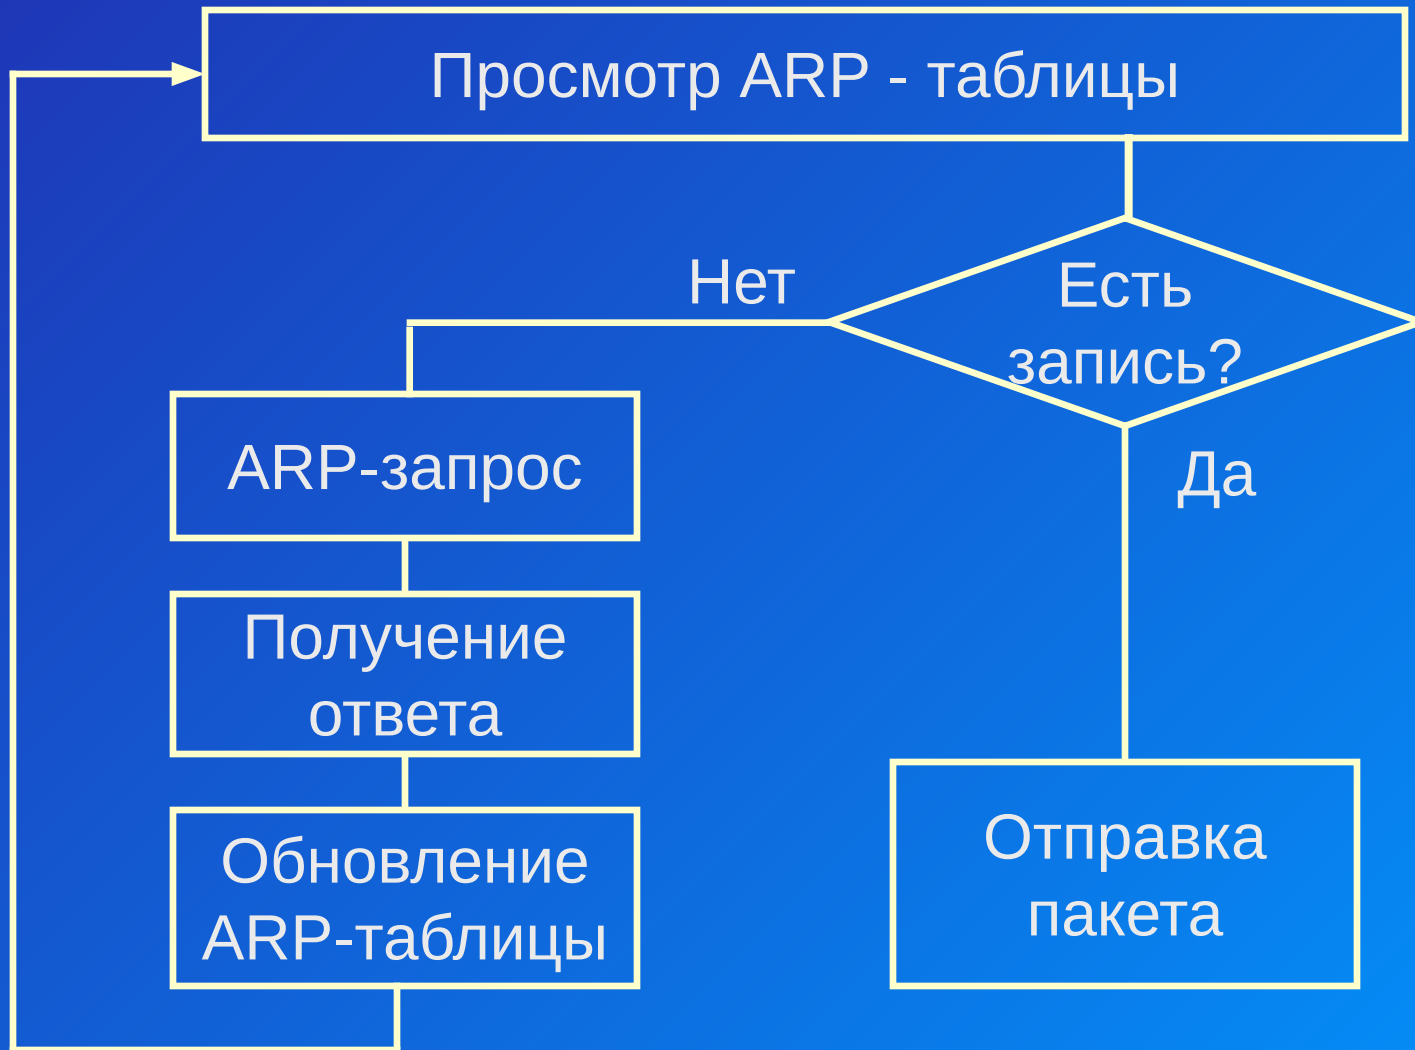 Просмотр ARP - таблицы
Нет
Есть
запись?
ARP-запрос
Да
Получение
ответа
Обновление
ARP-таблицы
Отправка
пакета